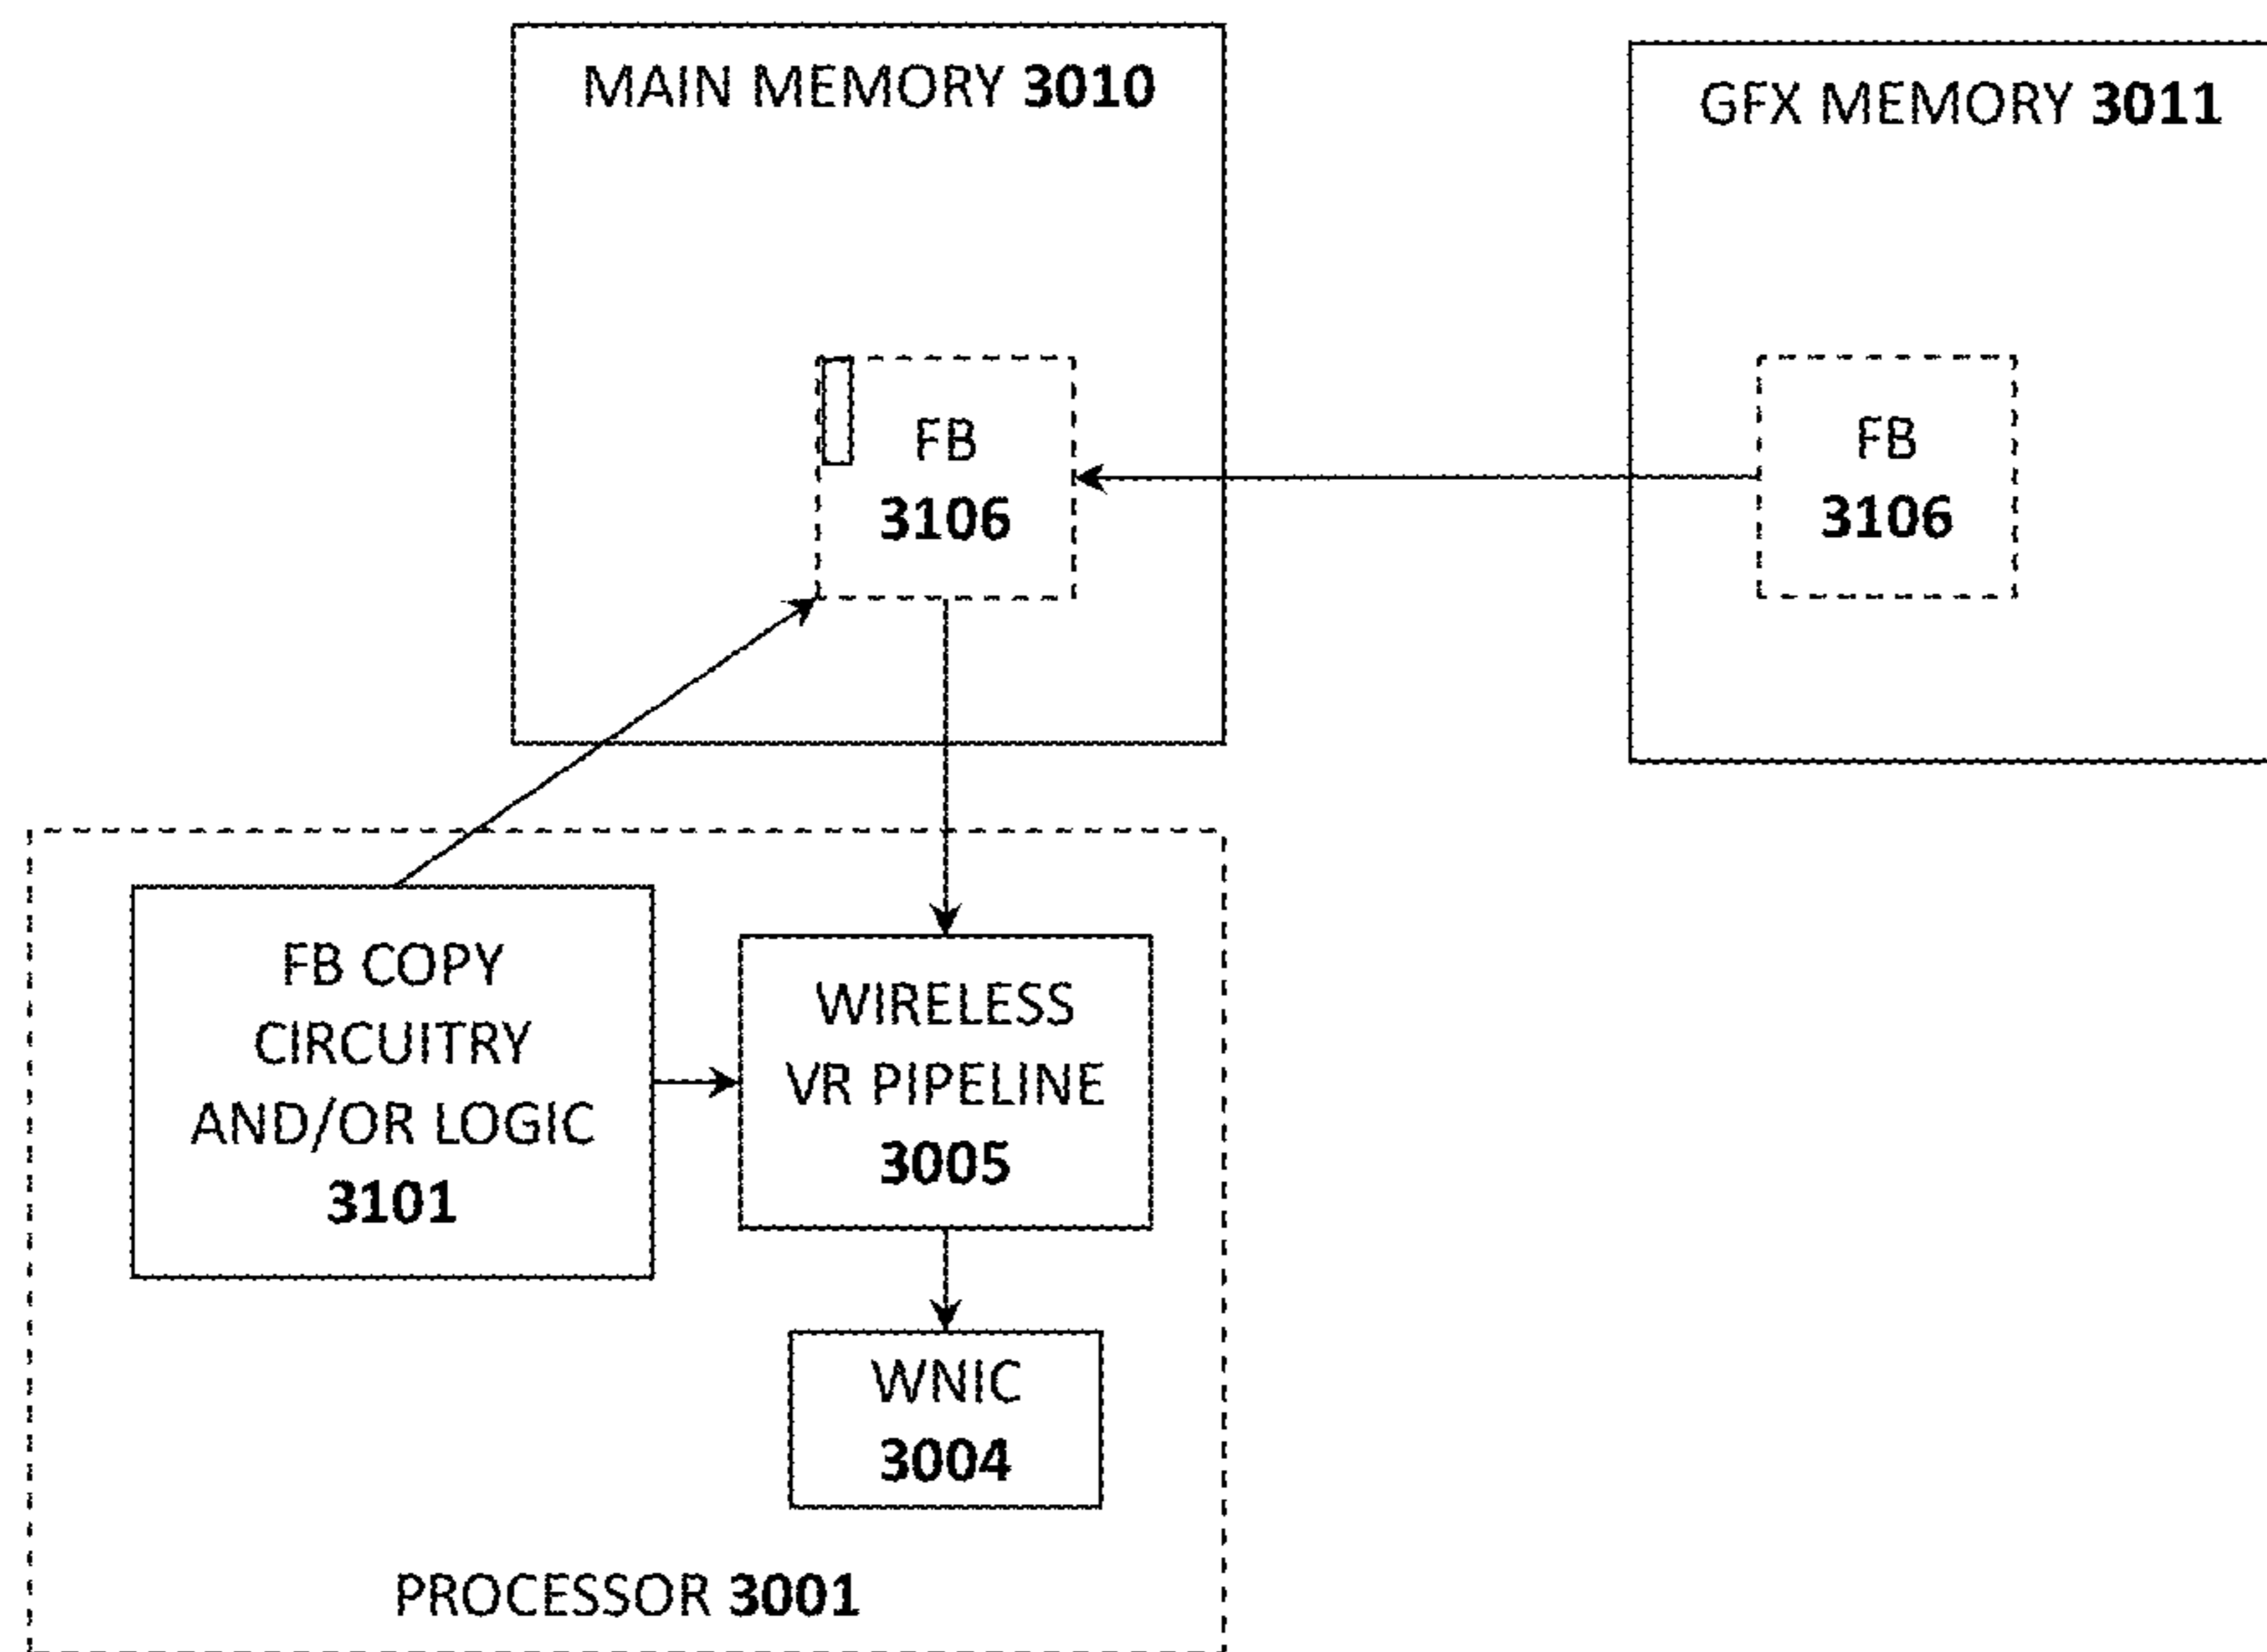 MAIN MEMORY 3010
GFX MEMORY 3011
FB
3106
FB
3106
FB COPY
CIRCUITRY
AND/OR LOGIC
3101
WIRELESS
VR PIPELINE
3005
WNIC
3004
PROCESSOR 3001